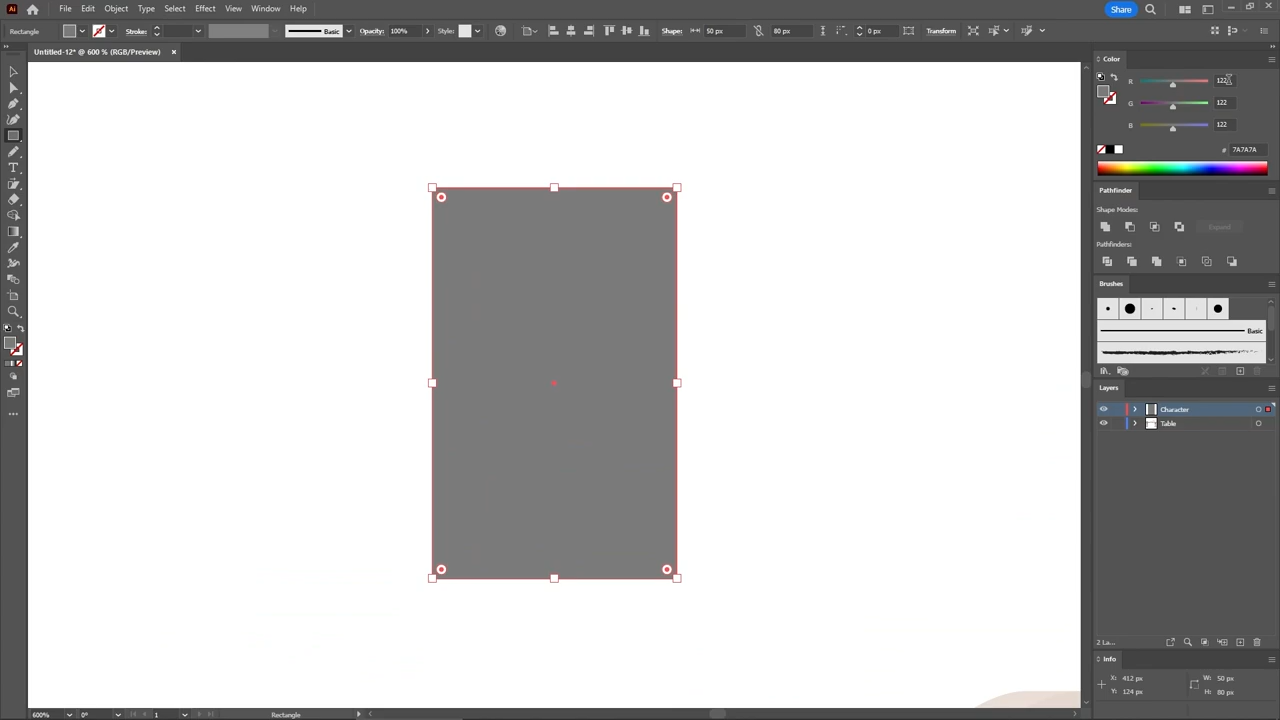 Ai File Edit Object Type Select Effect View Window Help Share
Rectangle Stroke: Basic Opacity: 100% Style: Shape: 50 px 80 px 0 px Transform
Untitled-12* @ 600 % (RGB/Preview) ×
Color
R 122
G 122
B 122
# 7A7A7A
Pathfinder
Shape Modes:
Expand
Pathfinders:
Brushes
Basic
Layers
Character
Table
2 La...
Info
X: 412 px W: 50 px
Y: 124 px H: 80 px
600% 0° 1 Rectangle